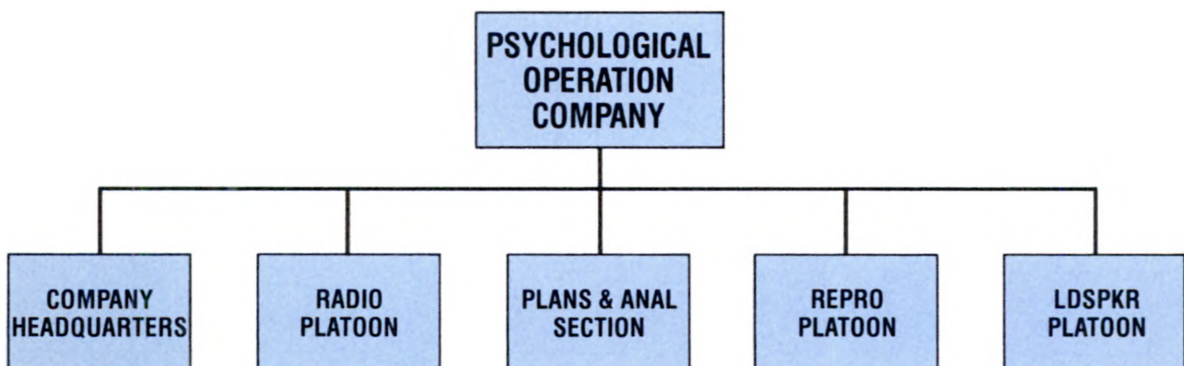 PSYCHOLOGICAL
OPERATION
COMPANY
COMPANY
HEADQUARTERS
RADIO
PLATOON
PLANS & ANAL
SECTION
REPRO
PLATOON
LDSPKR
PLATOON